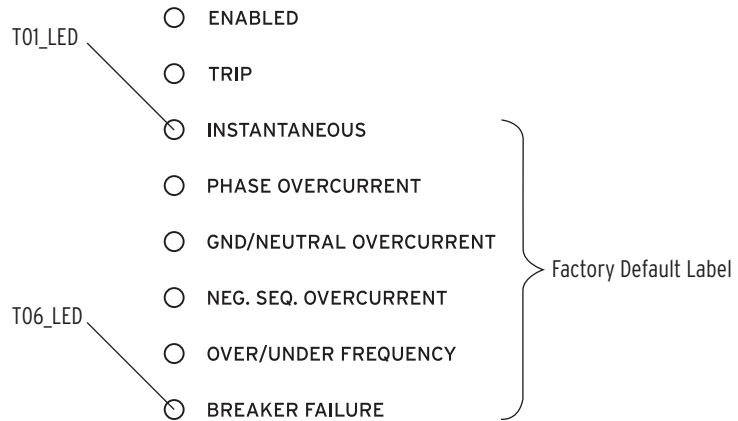 ENABLED
T01_LED
TRIP
INSTANTANEOUS
PHASE OVERCURRENT
GND/NEUTRAL OVERCURRENT
Factory Default Label
NEG. SEQ. OVERCURRENT
T06_LED
OVER/UNDER FREQUENCY
BREAKER FAILURE